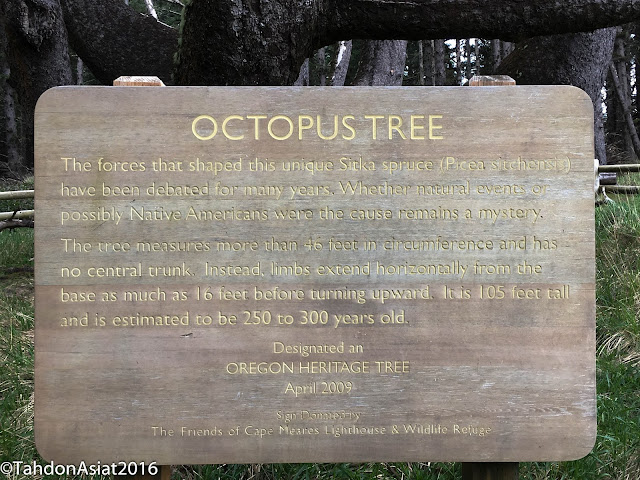 OCTOPUS TREE
The forces that shaped this unique Sitka spruce (Picea sitchensis)
have been debated for many years. Whether natural events or
possibly Native Americans were the cause remains a mystery.
The tree measures more than 46 feet in circumference and has
no central trunk. Instead, limbs extend horizontally from the
base as much as 16 feet before turning upward. It is 105 feet tall
and is estimated to be 250 to 300 years old.
Designated an
OREGON HERITAGE TREE
April 2009
Sign Donated by
The Friends of Cape Meares Lighthouse & Wildlife Refuge
©TahdonAsiat2016